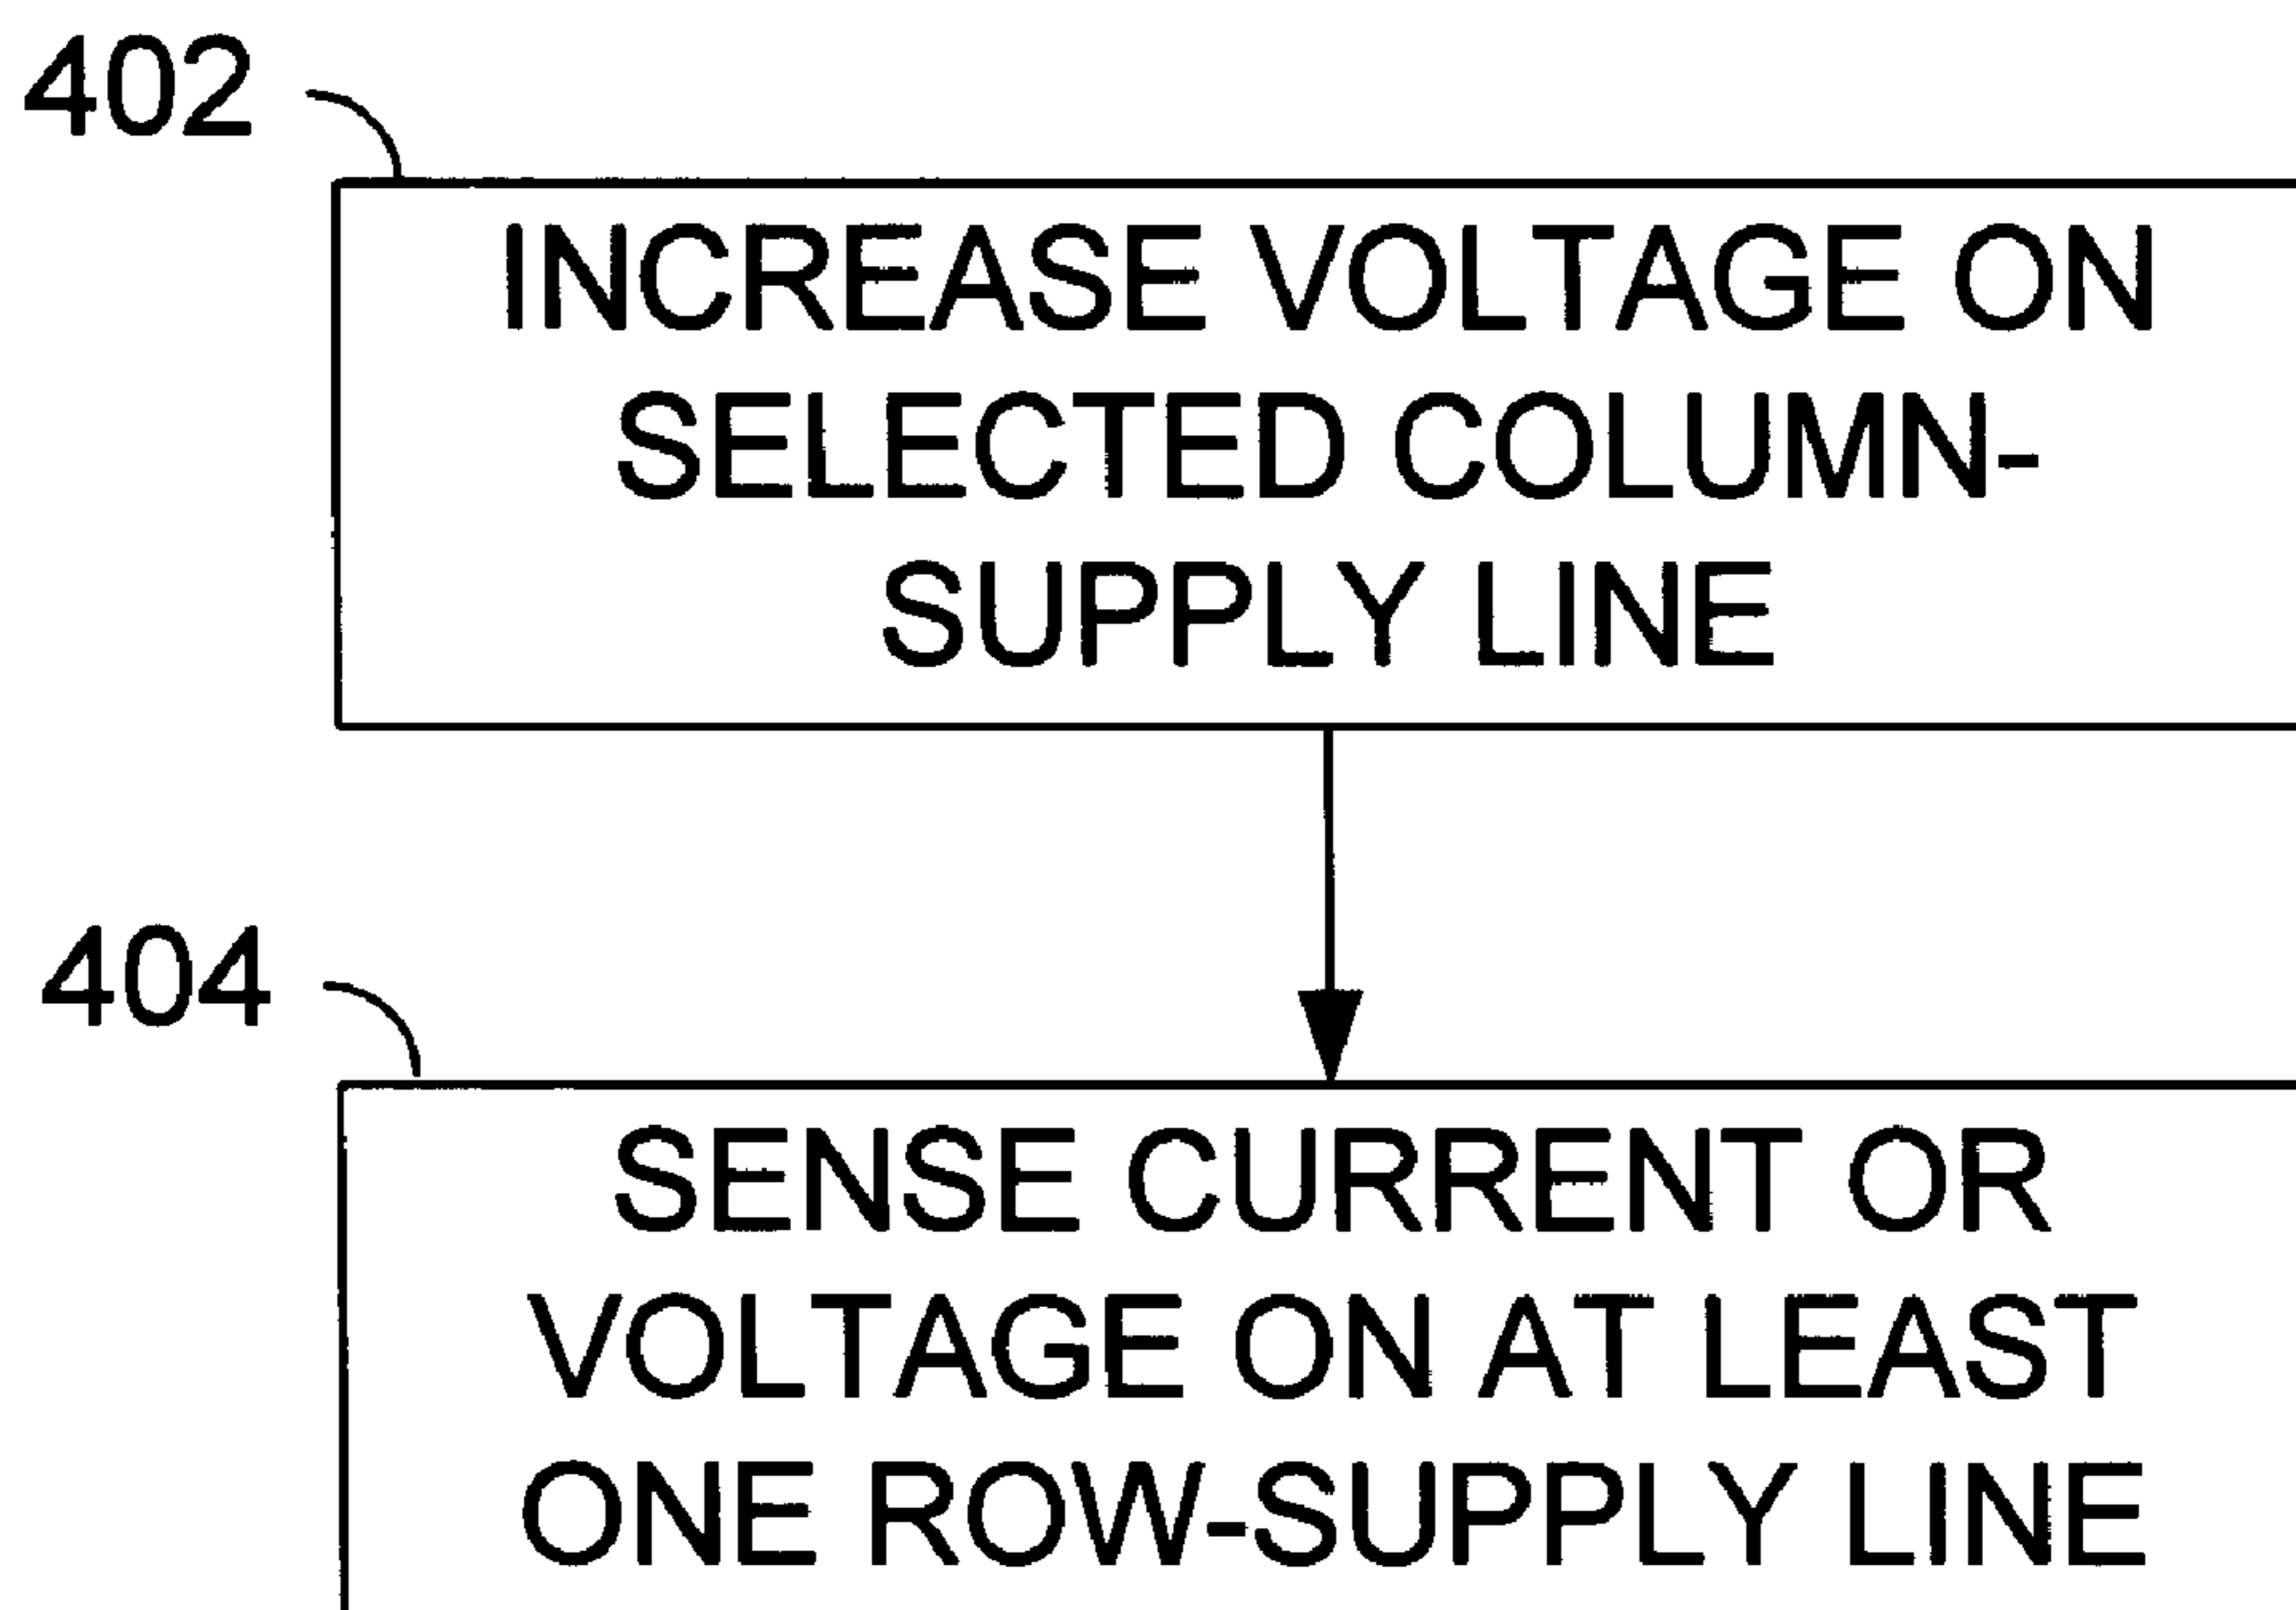 402
INCREASE VOLTAGE ON
SELECTED COLUMN-
SUPPLY LINE
404
SENSE CURRENT OR
VOLTAGE ON AT LEAST
ONE ROW-SUPPLY LINE